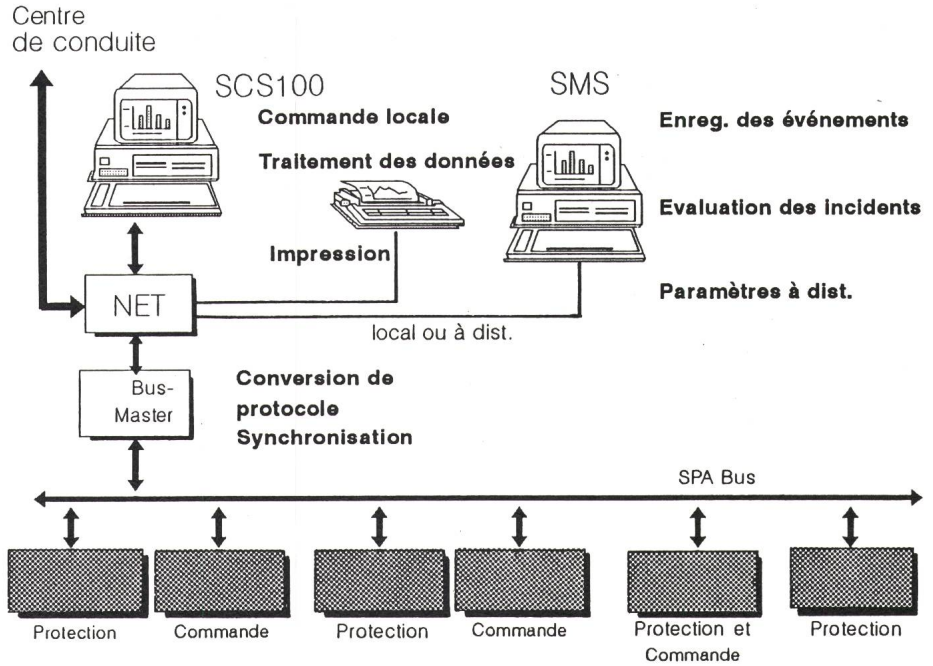 Centre
de conduite
SCS100
SMS
Commande locale
Traitement des données
Impression
Enreg. des événements
Evaluation des incidents
Paramètres à dist.
NET
local ou à dist.
Bus-
Master
Conversion de
protocole
Synchronisation
SPA Bus
Protection
Commande
Protection
Commande
Protection et
Commande
Protection